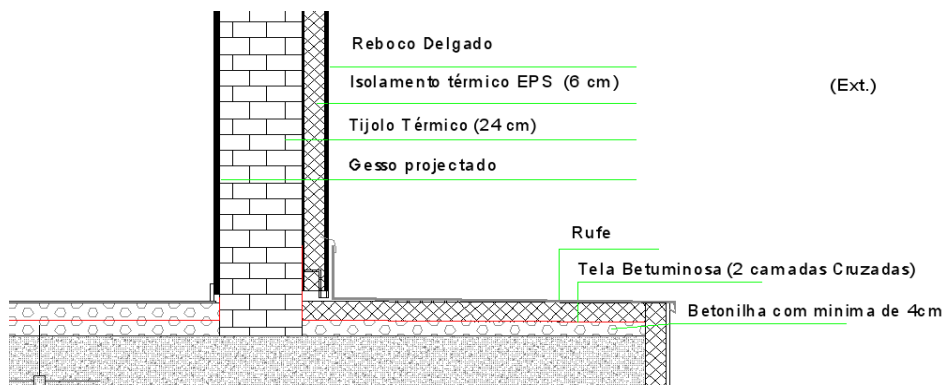 Reboco Delgado
Isolamento térmico EPS (6 cm)
(Ext.)
Tijolo Térmico (24 cm)
Gesso projectado
Rufe
Tela Betuminosa (2 camadas Cruzadas)
Betonilha com minima de 4cm